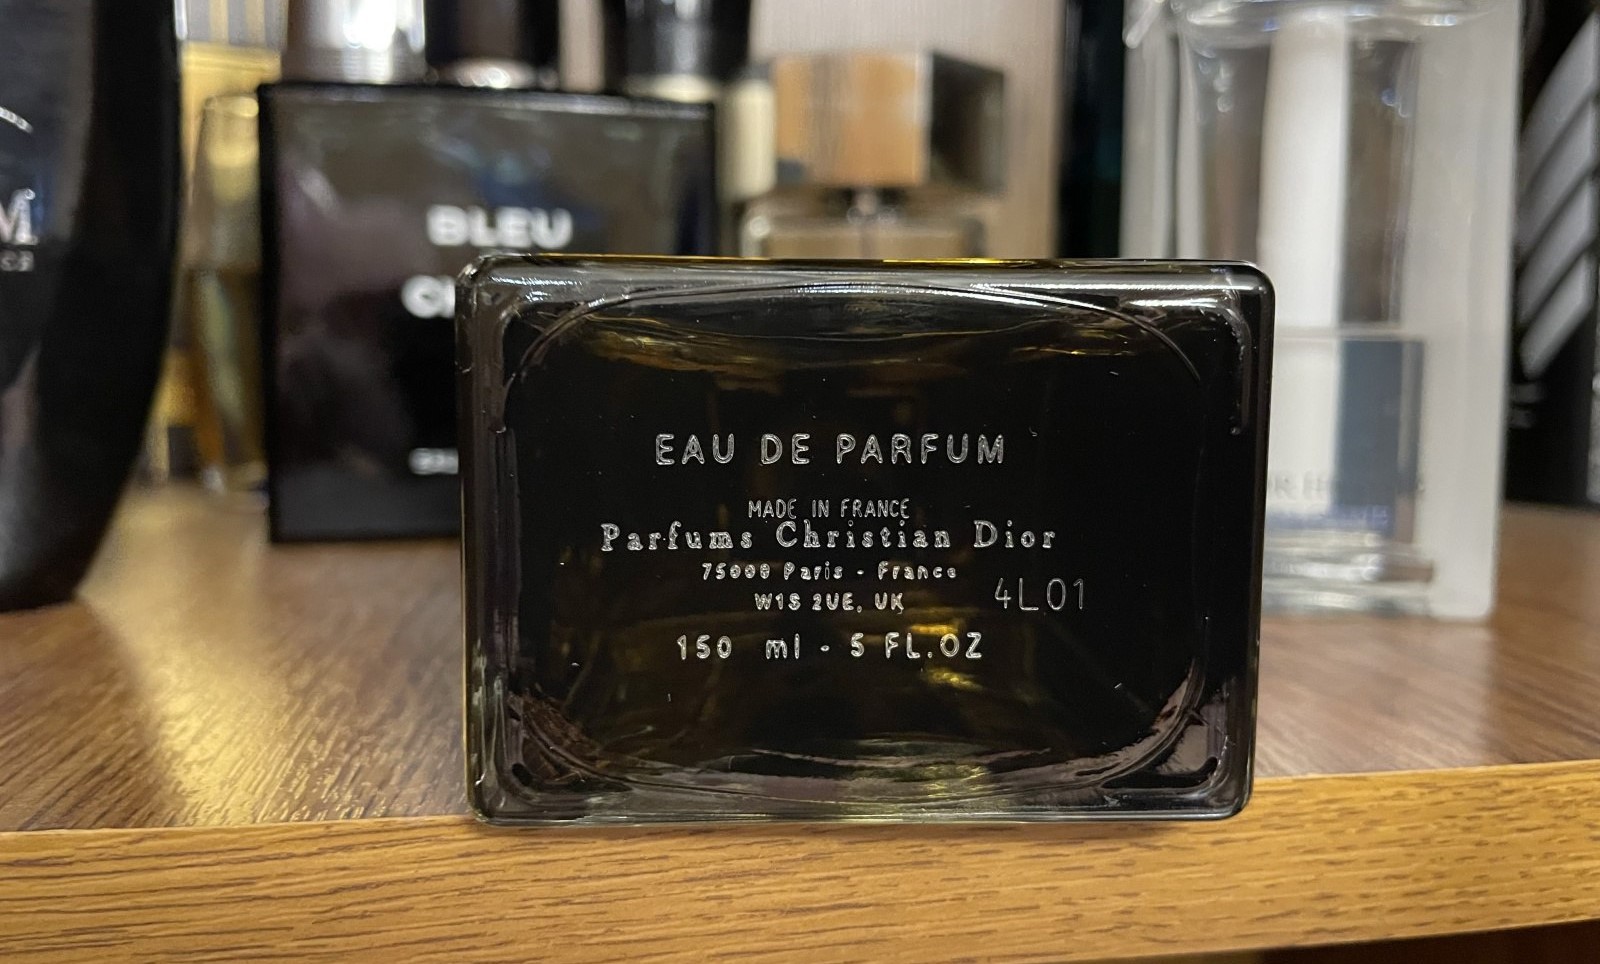 BLEU
EAU DE PARFUM
MADE IN FRANCE
Parfums Christian Dior
75000 Paris - France
W1S 2UE, UK
4L01
150 ml - 5 FL.OZ